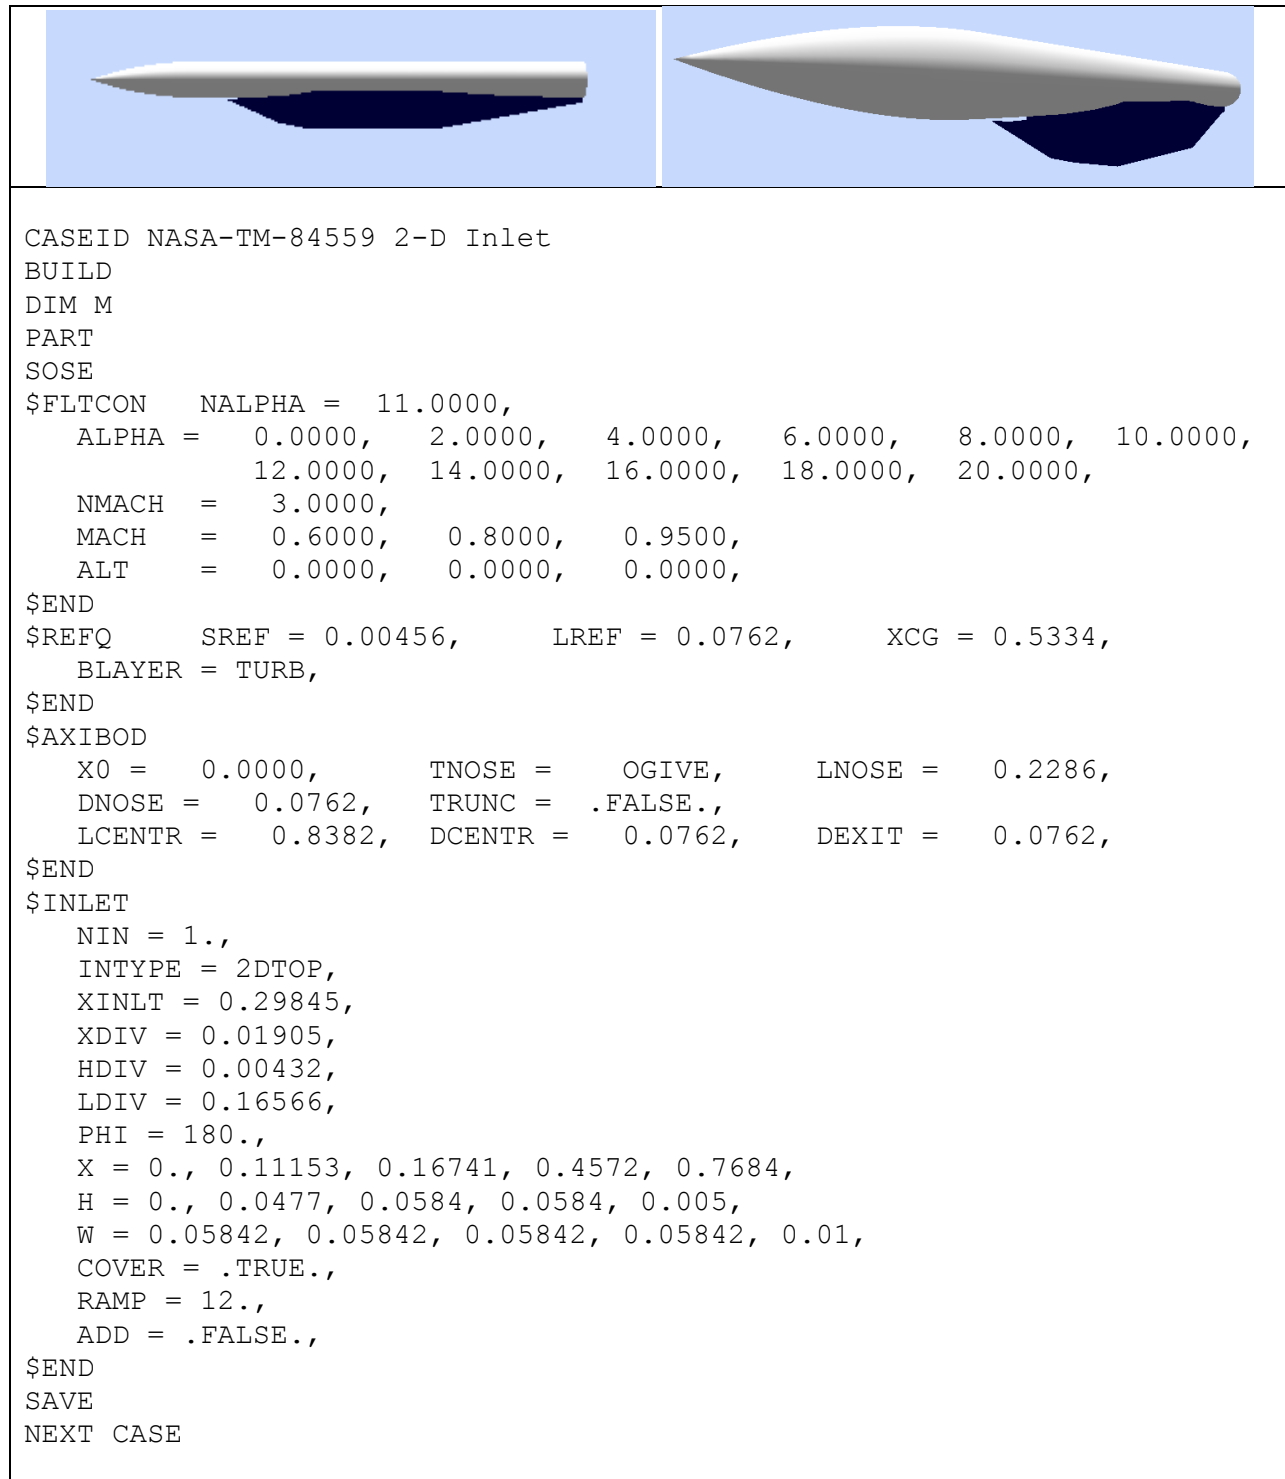 CASEID NASA-TM-84559 2-D Inlet
BUILD
DIM M
PART
SOSE
$FLTCON   NALPHA =  11.0000,
   ALPHA =   0.0000,   2.0000,   4.0000,   6.0000,   8.0000,  10.0000,
             12.0000,  14.0000,  16.0000,  18.0000,  20.0000,
   NMACH  =   3.0000,
   MACH   =   0.6000,   0.8000,   0.9500,
   ALT    =   0.0000,   0.0000,   0.0000,
$END
$REFQ     SREF = 0.00456,     LREF = 0.0762,     XCG = 0.5334,
   BLAYER = TURB,
$END
$AXIBOD
   X0 =   0.0000,      TNOSE =    OGIVE,    LNOSE =   0.2286,
   DNOSE =   0.0762,   TRUNC =  .FALSE.,
   LCENTR =   0.8382,  DCENTR =   0.0762,     DEXIT =   0.0762,
$END
$INLET
   NIN = 1.,
   INTYPE = 2DTOP,
   XINLT = 0.29845,
   XDIV = 0.01905,
   HDIV = 0.00432,
   LDIV = 0.16566,
   PHI = 180.,
   X = 0., 0.11153, 0.16741, 0.4572, 0.7684,
   H = 0., 0.0477, 0.0584, 0.0584, 0.005,
   W = 0.05842, 0.05842, 0.05842, 0.05842, 0.01,
   COVER = .TRUE.,
   RAMP = 12.,
   ADD = .FALSE.,
$END
SAVE
NEXT CASE